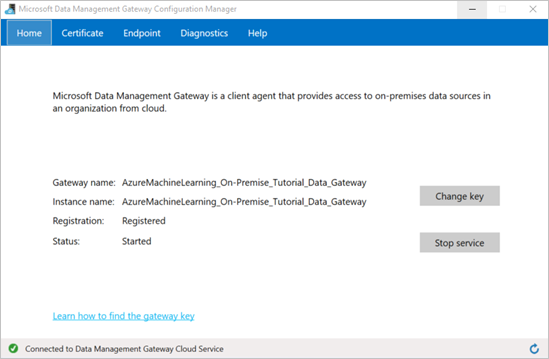 Microsoft Data Management Gateway Configuration Manager
Home Certificate Endpoint Diagnostics Help
Microsoft Data Management Gateway is a client agent that provides access to on-premises data sources in
an organization from cloud.
Gateway name: AzureMachineLearning_On-Premise_Tutorial_Data_Gateway
Change key
Instance name: AzureMachineLearning_On-Premise_Tutorial_Data_Gateway
Registration: Registered
Status: Started
Stop service
Learn how to find the gateway key
Connected to Data Management Gateway Cloud Service